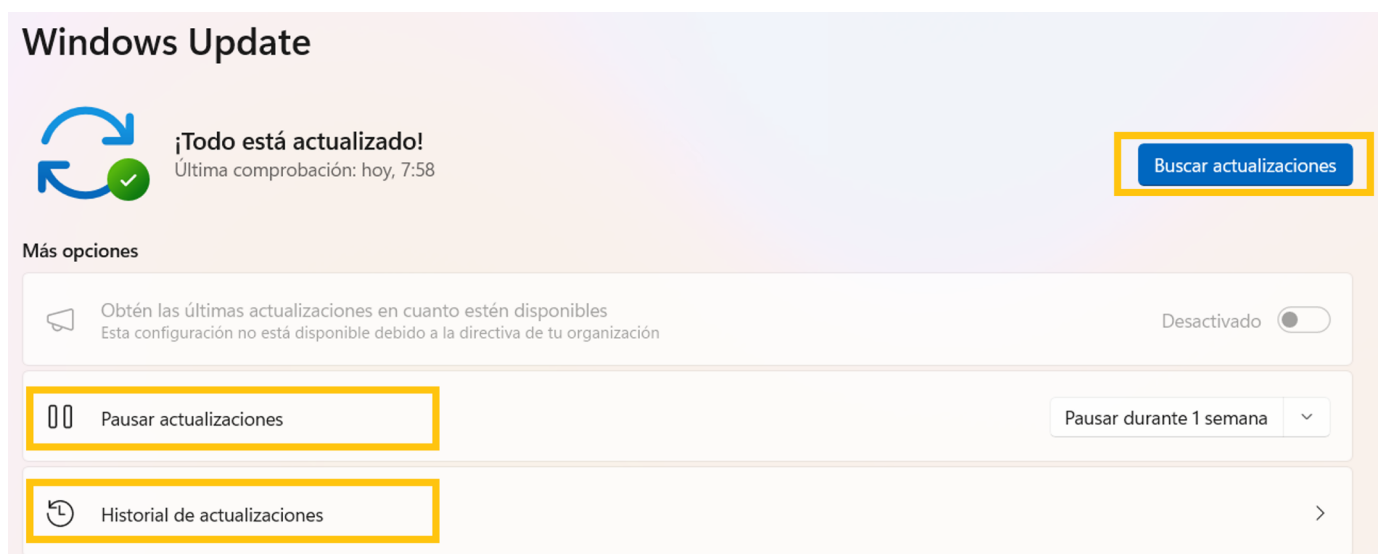 Windows Update
¡Todo está actualizado!
Última comprobación: hoy, 7:58
Buscar actualizaciones
Más opciones
Obtén las últimas actualizaciones en cuanto estén disponibles
Esta configuración no está disponible debido a la directiva de tu organización
Desactivado
Pausar actualizaciones
Pausar durante 1 semana
Historial de actualizaciones